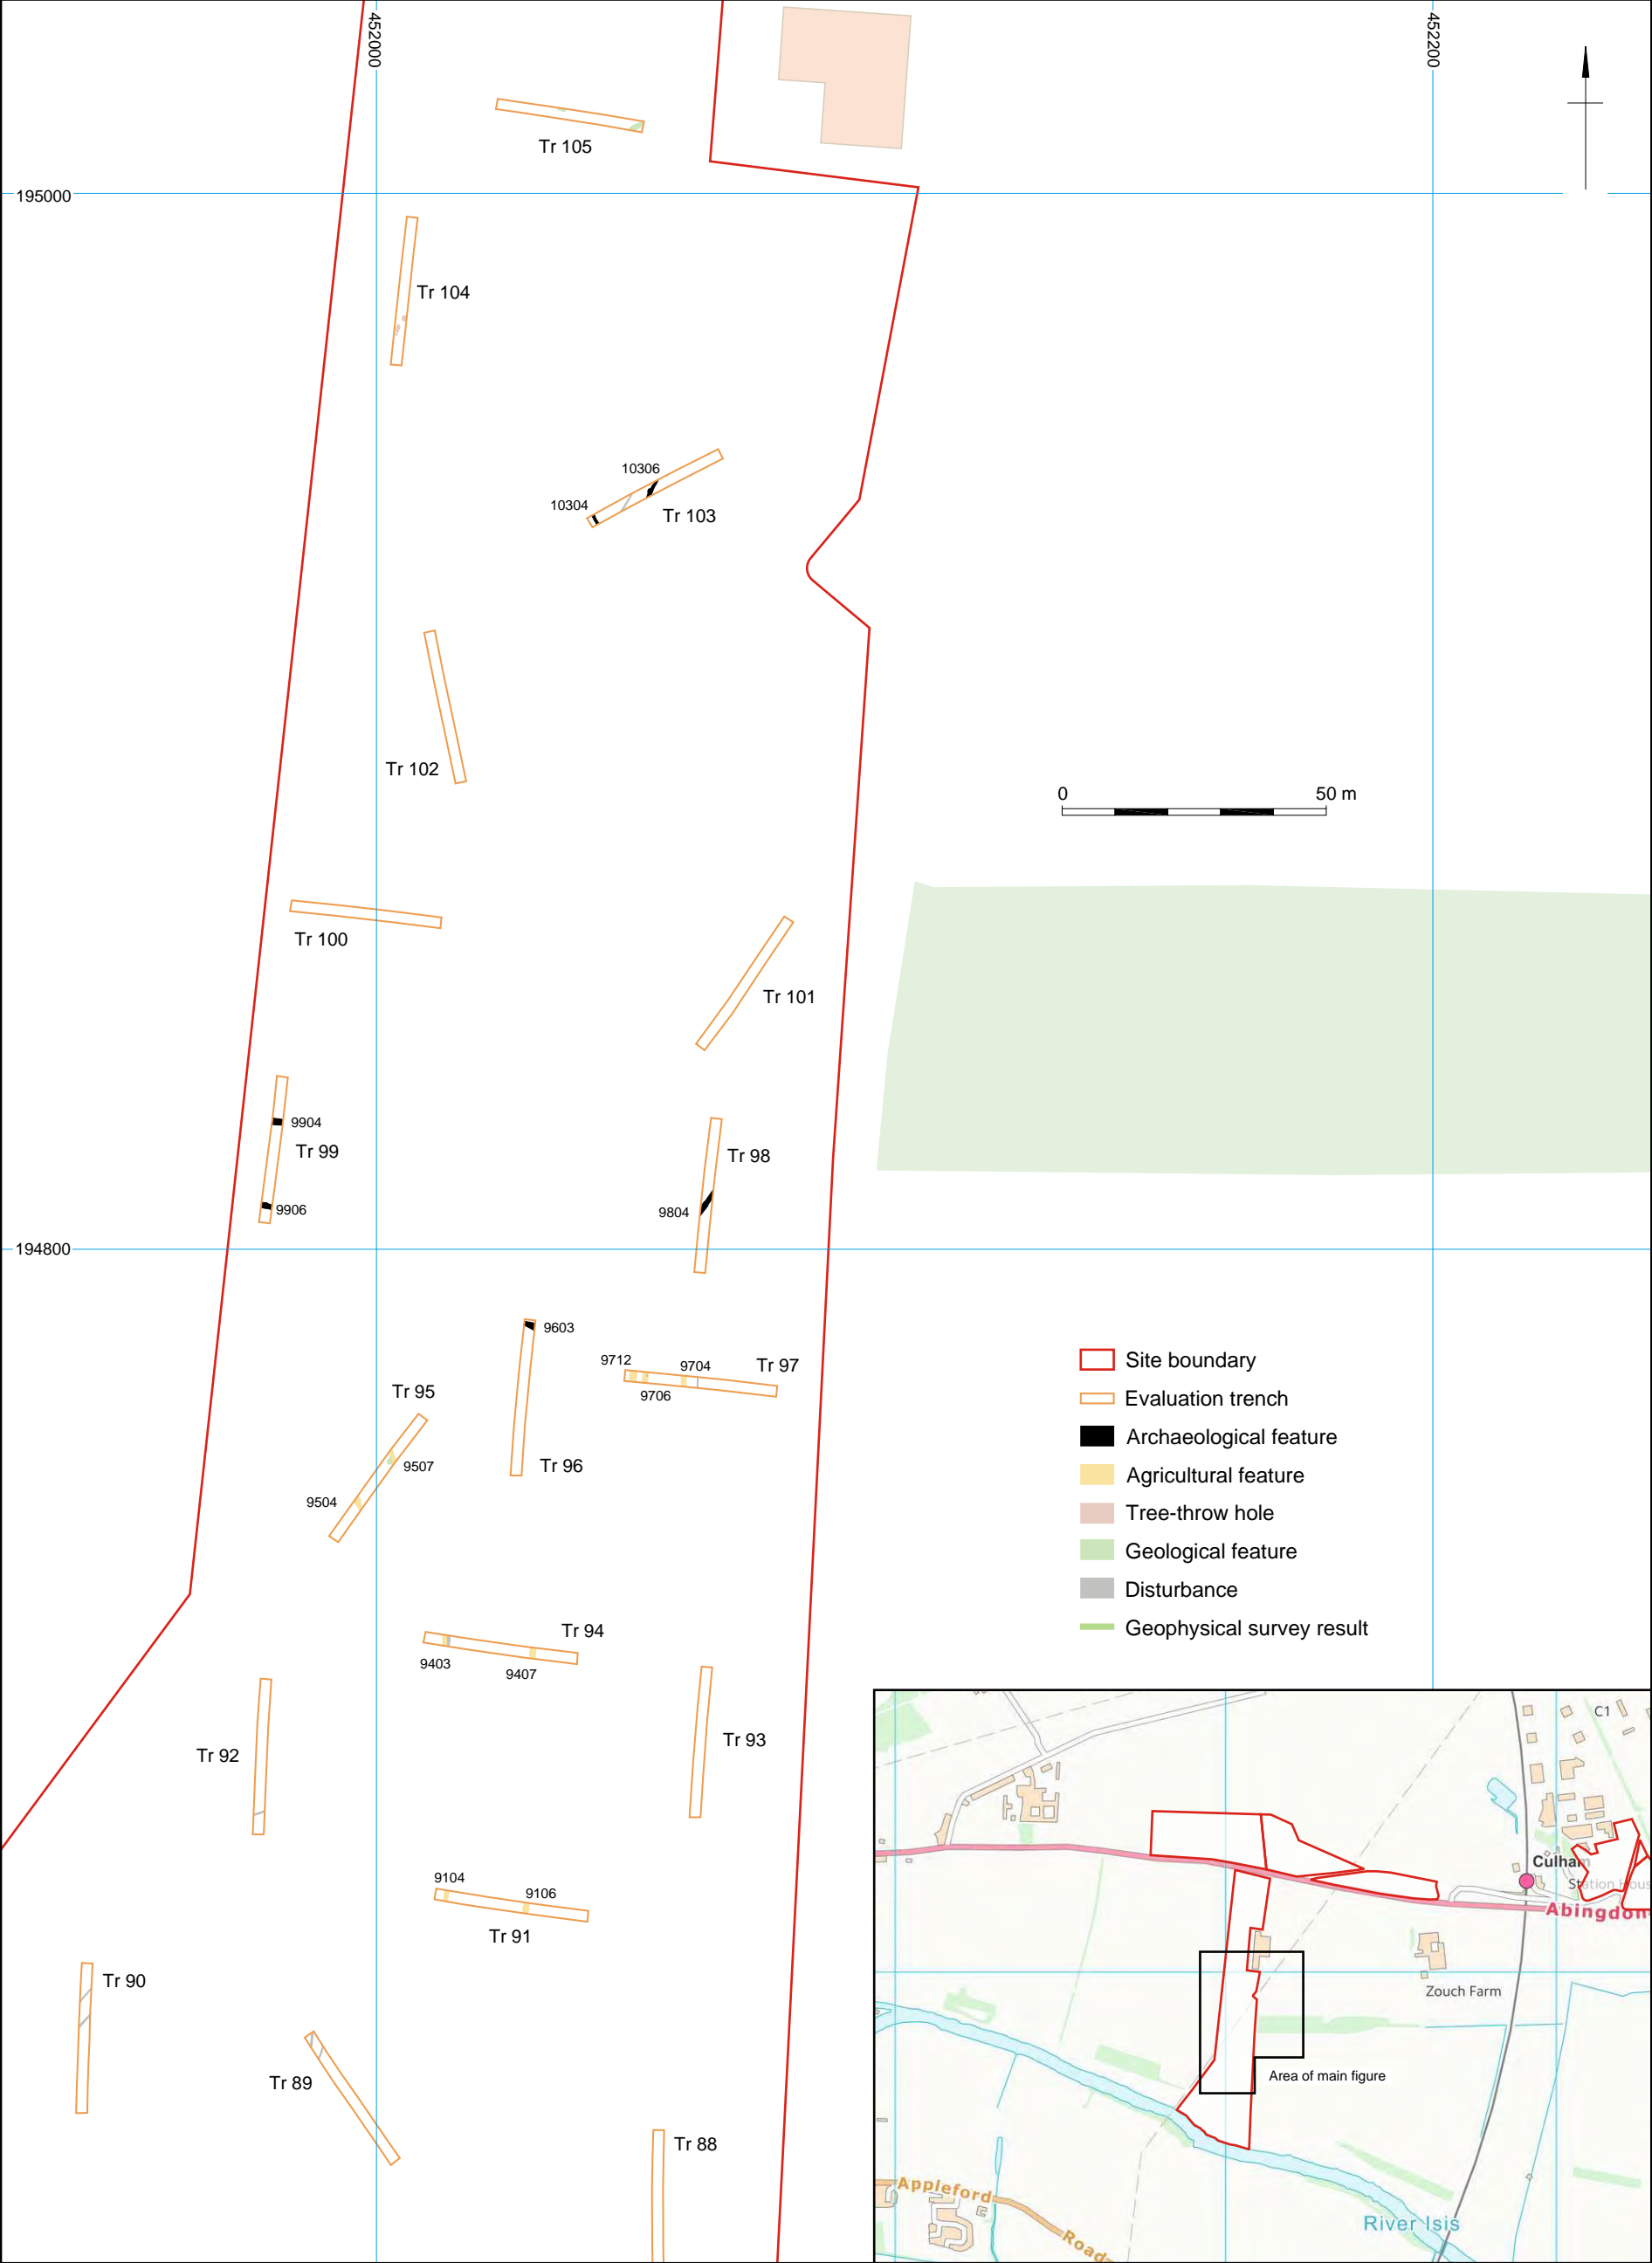 452000
452200
Tr 105
195000
Tr 104
10306
10304
Tr 103
Tr 102
0
50 m
Tr 100
Tr 101
9904
Tr 99
9906
Tr 98
9804
194800
9603
9712
9704
Tr 97
9706
Tr 95
9507
9504
Tr 96
Site boundary
Evaluation trench
Archaeological feature
Agricultural feature
Tree-throw hole
Geological feature
Disturbance
Geophysical survey result
Tr 94
9403
9407
Tr 92
Tr 93
9104
9106
Tr 91
Tr 90
Tr 89
Tr 88
C1
Culham
Station Hous
Abingdon
Zouch Farm
Area of main figure
Appleford
Road
River Isis